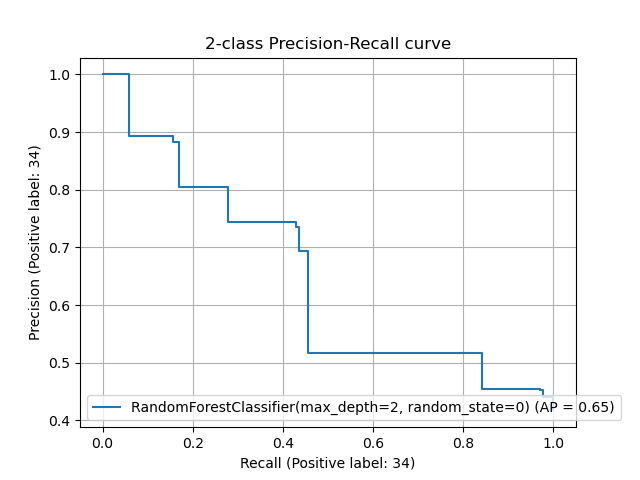 2-class Precision-Recall curve
Precision (Positive label: 34)
1.0
0.9
0.8
0.7
0.6
0.5
0.4
RandomForestClassifier(max_depth=2, random_state=0) (AP = 0.65)
0.0 0.2 0.4 0.6 0.8 1.0
Recall (Positive label: 34)